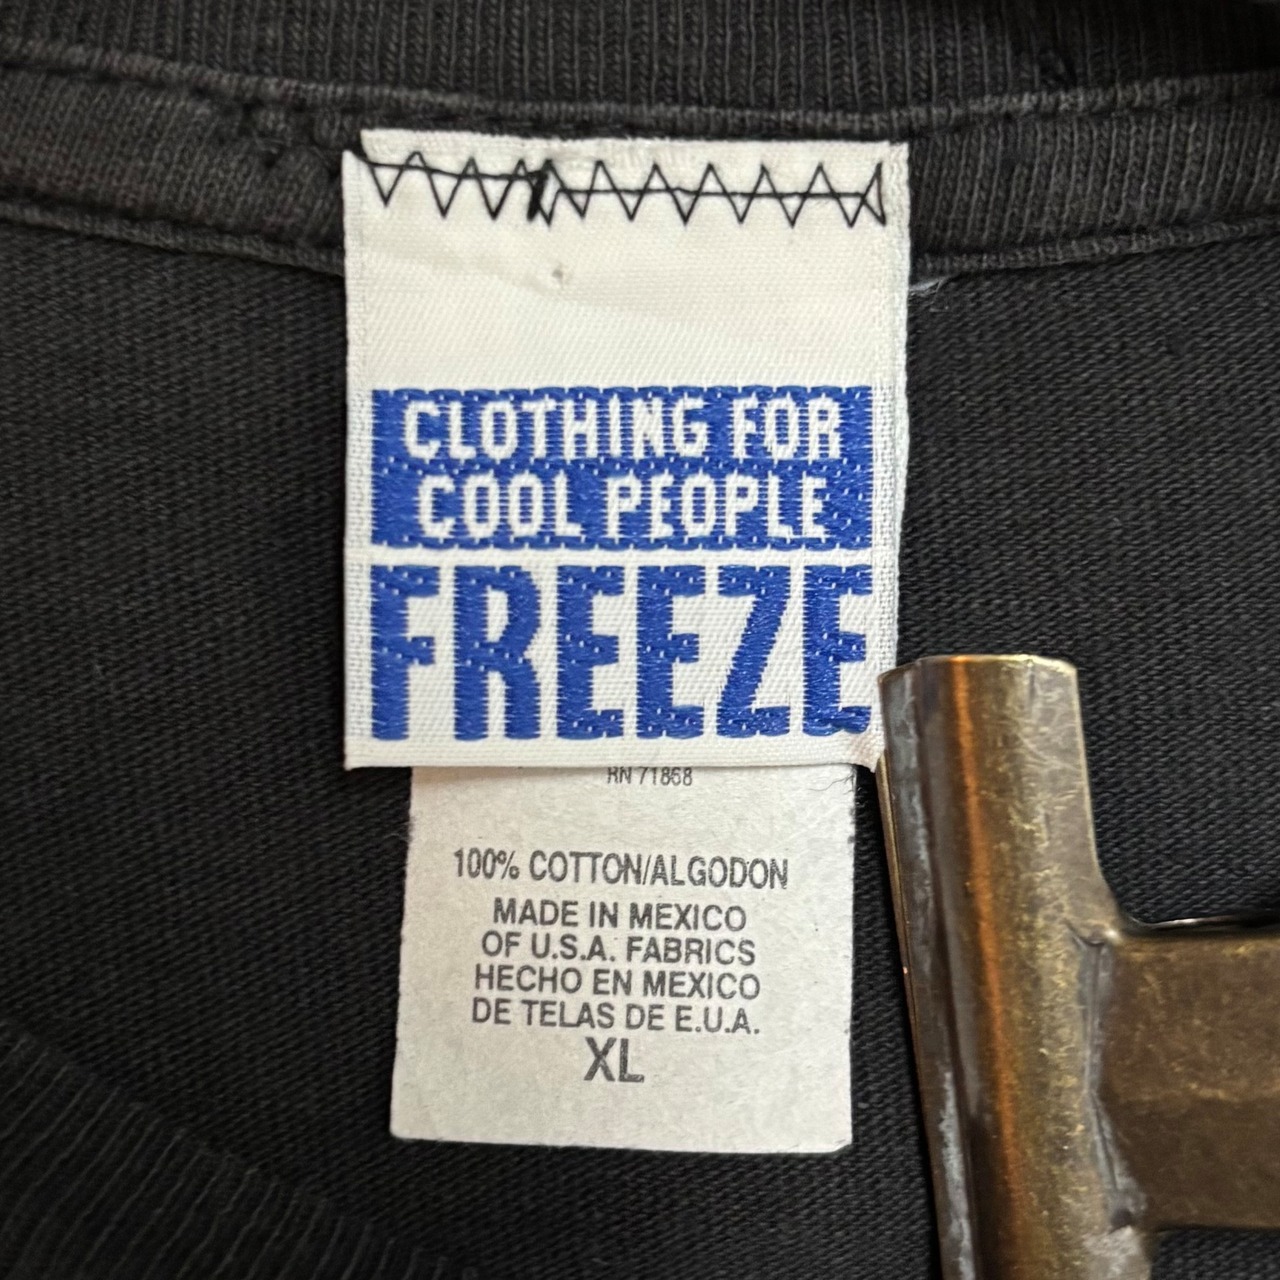 CLOTHING FOR
COOL PEOPLE
FREEZE
RN 71868
100% COTTON/ALGODON
MADE IN MEXICO
OF U.S.A. FABRICS
HECHO EN MEXICO
DE TELAS DE E.U.A.
XL